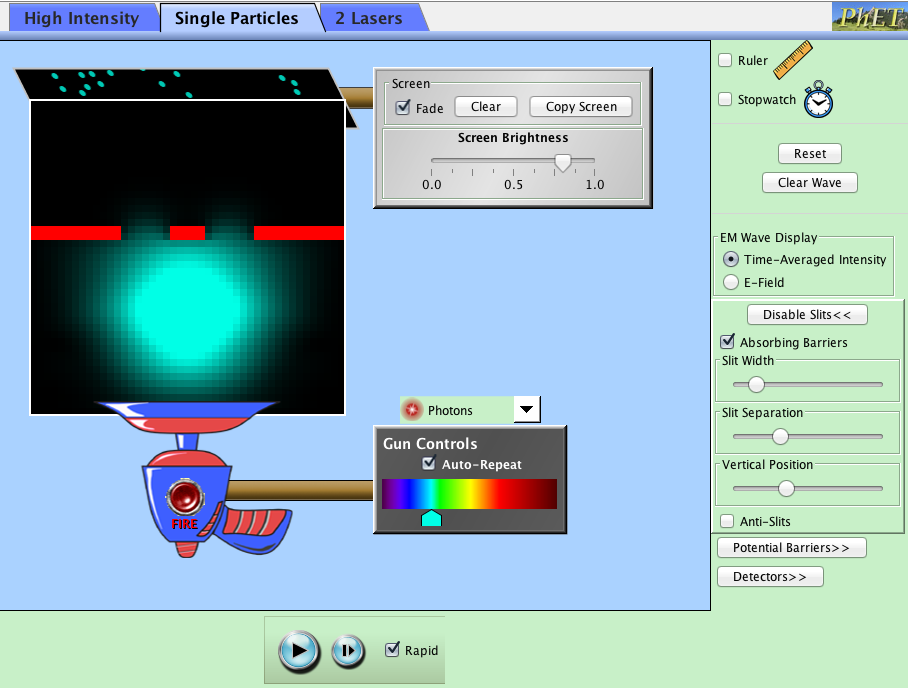 High Intensity
Single Particles
2 Lasers
PhET
Screen
Fade
Clear
Copy Screen
Screen Brightness
0.0 0.5 1.0
Ruler
Stopwatch
Reset
Clear Wave
EM Wave Display
Time-Averaged Intensity
E-Field
Disable Slits<<
Absorbing Barriers
Slit Width
Slit Separation
Vertical Position
Anti-Slits
Potential Barriers>>
Detectors>>
Photons
Gun Controls
Auto-Repeat
FIRE
Rapid